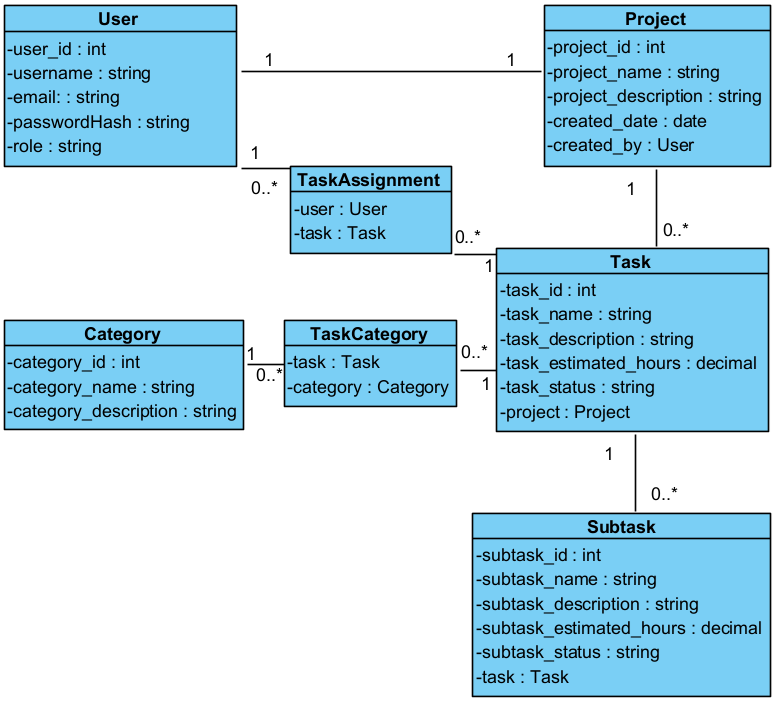 User
-user_id : int
-username : string
-email: : string
-passwordHash : string
-role : string
1
1
Project
-project_id : int
-project_name : string
-project_description : string
-created_date : date
-created_by : User
1
0..*
TaskAssignment
-user : User
-task : Task
0..*
1
1
0..*
Task
-task_id : int
-task_name : string
-task_description : string
-task_estimated_hours : decimal
-task_status : string
-project : Project
Category
-category_id : int
-category_name : string
-category_description : string
1
0..*
TaskCategory
-task : Task
-category : Category
0..*
1
1
0..*
Subtask
-subtask_id : int
-subtask_name : string
-subtask_description : string
-subtask_estimated_hours : decimal
-subtask_status : string
-task : Task